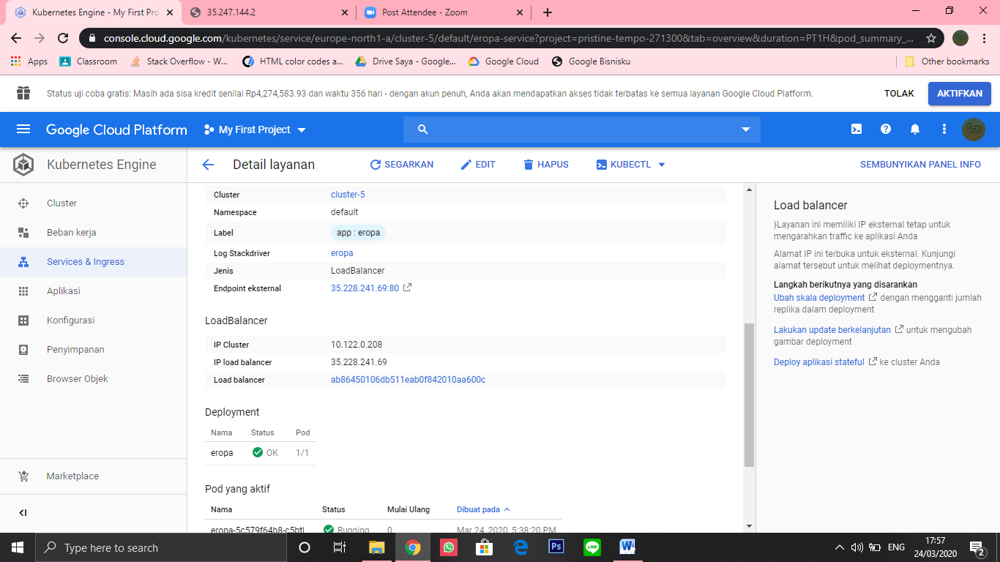 Kubernetes Engine - My First Pro
35.247.144.2
Post Attendee - Zoom
console.cloud.google.com/kubernetes/service/europe-north1-a/cluster-5/default/eropa-service?project=pristine-tempo-271300&tab=overview&duration=PT1H&pod_summary_...
Apps
Classroom
Stack Overflow - W...
HTML color codes a...
Drive Saya - Google...
Google Cloud
Google Bisnisku
Other bookmarks
Status uji coba gratis: Masih ada sisa kredit senilai Rp4,274,583.93 dan waktu 356 hari - dengan akun penuh, Anda akan mendapatkan akses tidak terbatas ke semua layanan Google Cloud Platform.
TOLAK
AKTIFKAN
Google Cloud Platform
My First Project
Kubernetes Engine
Detail layanan
SEGARKAN
EDIT
HAPUS
KUBECTL
SEMBUNYIKAN PANEL INFO
Cluster
Beban kerja
Services & Ingress
Aplikasi
Konfigurasi
Penyimpanan
Browser Objek
Marketplace
Cluster cluster-5
Namespace default
Label app : eropa
Log Stackdriver eropa
Jenis LoadBalancer
Endpoint eksternal 35.228.241.69:80
LoadBalancer
IP Cluster 10.122.0.208
IP load balancer 35.228.241.69
Load balancer ab86450106db511eab0f842010aa600c
Deployment
Nama Status Pod
eropa OK 1/1
Pod yang aktif
Nama Status Mulai Ulang Dibuat pada
eropa-5c579f64b8-c5btl Running 0 Mar 24, 2020, 5:38:20 PM
Load balancer
}Layanan ini memiliki IP eksternal tetap untuk
mengarahkan traffic ke aplikasi Anda
Alamat IP ini terbuka untuk eksternal. Kunjungi
alamat tersebut untuk melihat deploymentnya.
Langkah berikutnya yang disarankan
Ubah skala deployment dengan mengganti jumlah
replika dalam deployment
Lakukan update berkelanjutan untuk mengubah
gambar deployment
Deploy aplikasi stateful ke cluster Anda
Type here to search
ENG
17:57
24/03/2020
2